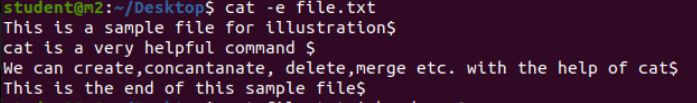 student@m2:~/Desktop$ cat -e file.txt
This is a sample file for illustration$
cat is a very helpful command $
We can create,concantanate, delete,merge etc. with the help of cat$
This is the end of this sample file$